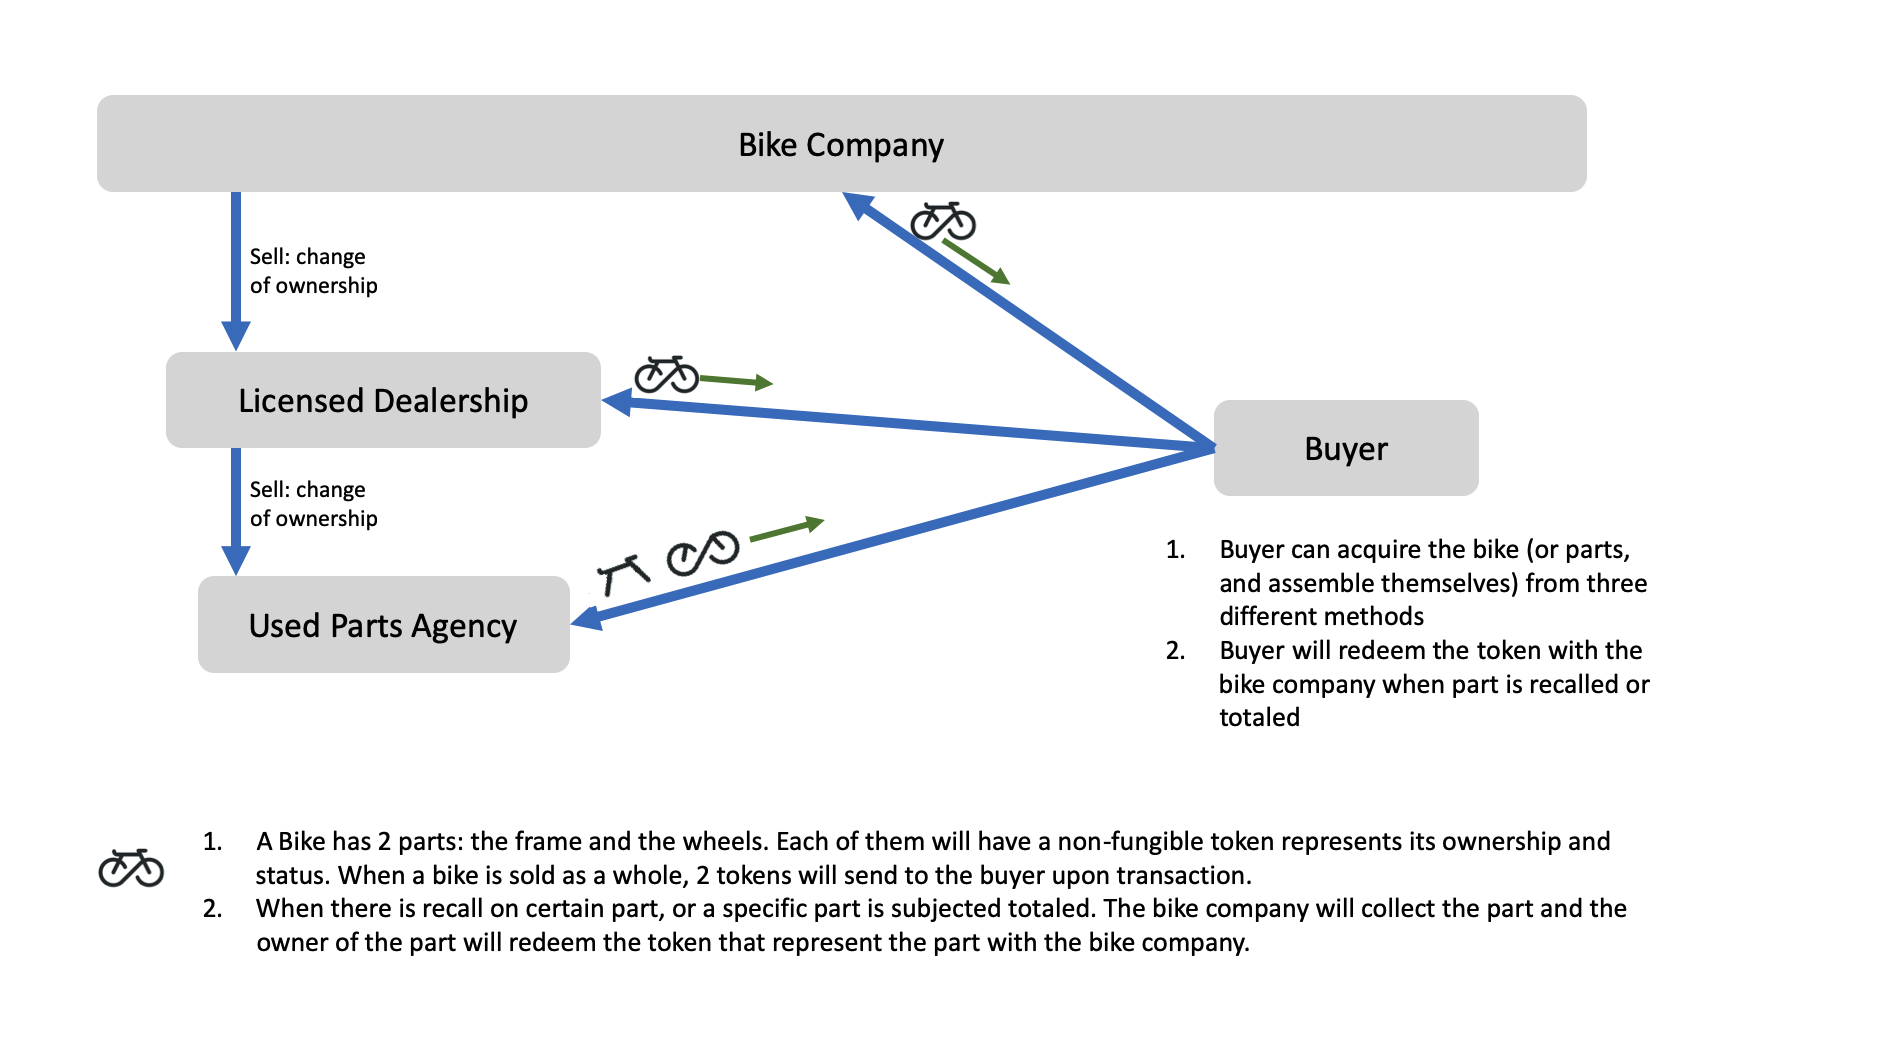 Bike Company
Sell: change
of ownership
Licensed Dealership
Buyer
Sell: change
of ownership
Used Parts Agency
1. Buyer can acquire the bike (or parts,
and assemble themselves) from three
different methods
2. Buyer will redeem the token with the
bike company when part is recalled or
totaled
1. A Bike has 2 parts: the frame and the wheels. Each of them will have a non-fungible token represents its ownership and
status. When a bike is sold as a whole, 2 tokens will send to the buyer upon transaction.
2. When there is recall on certain part, or a specific part is subjected totaled. The bike company will collect the part and the
owner of the part will redeem the token that represent the part with the bike company.